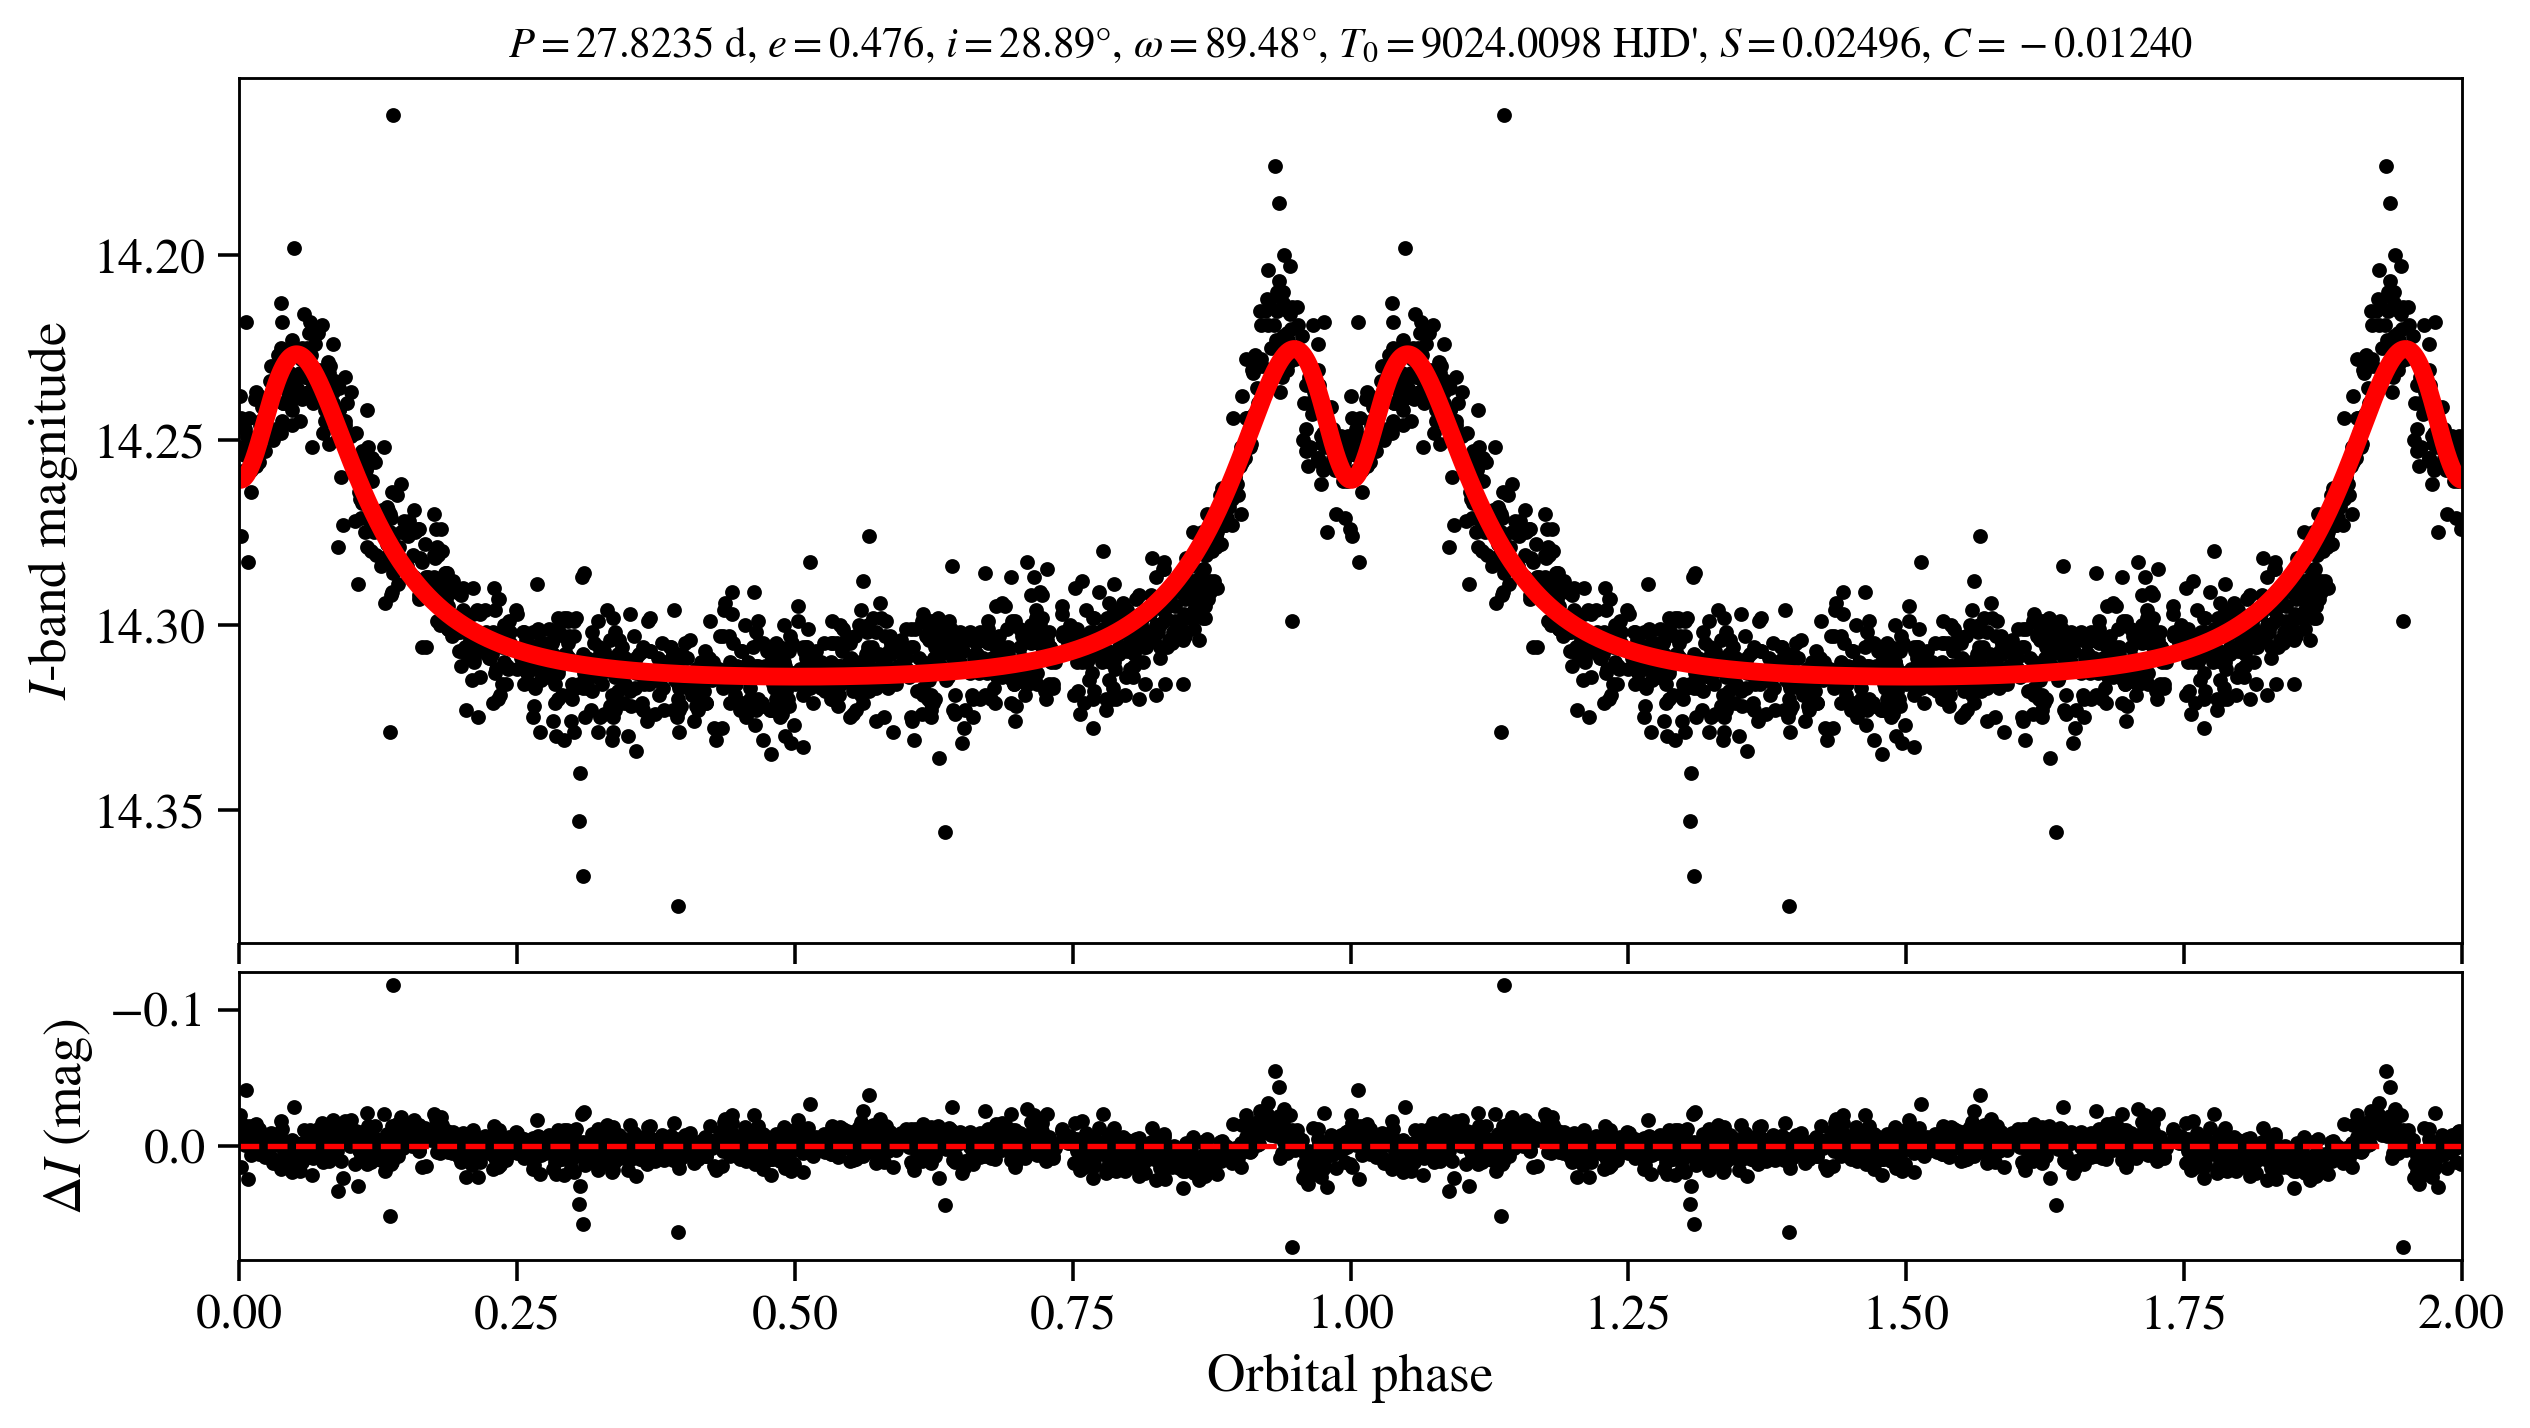 P = 27.8235 d, e = 0.476, i = 28.89°, ω = 89.48°, T₀ = 9024.0098 HJD', S = 0.02496, C = −0.01240
I-band magnitude
14.20
14.25
14.30
14.35
ΔI (mag)
−0.1
0.0
0.00 0.25 0.50 0.75 1.00 1.25 1.50 1.75 2.00
Orbital phase